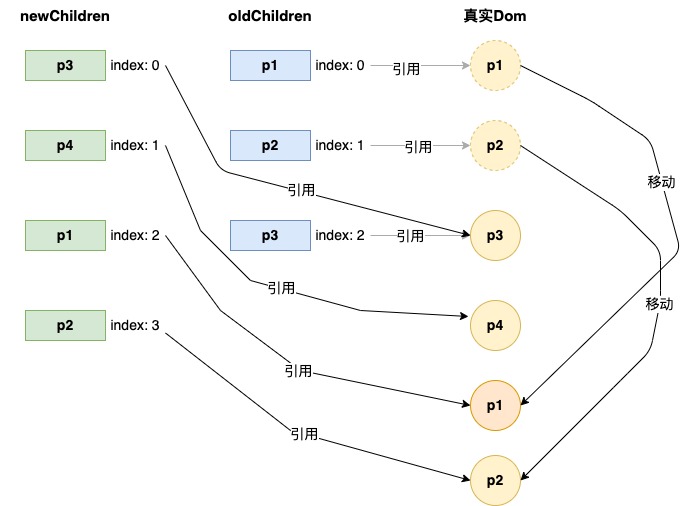 newChildren oldChildren 真实Dom
p3 index: 0 p1 index: 0 引用 p1
p4 index: 1 p2 index: 1 引用 p2
移动
引用
p1 index: 2 p3 index: 2 引用 p3
引用
移动
p2 index: 3 p4
引用
p1
引用
p2